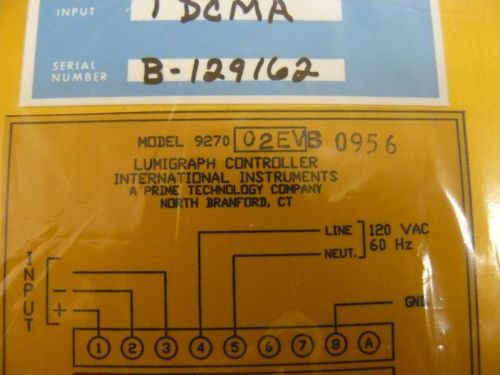 INPUT 1 DCMA
SERIAL NUMBER B-129162
MODEL 9270 02EVB 0956
LUMIGRAPH CONTROLLER
INTERNATIONAL INSTRUMENTS
A PRIME TECHNOLOGY COMPANY
NORTH BRANFORD, CT
LINE 120 VAC
NEUT. 60 Hz
INPUT
-
+
GND.
1 2 3 4 5 6 7 8 A